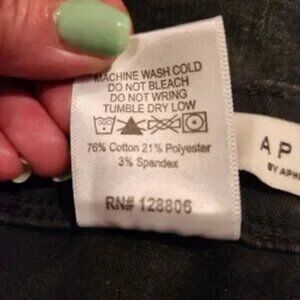 MACHINE WASH COLD
DO NOT BLEACH
DO NOT WRING
TUMBLE DRY LOW
76% Cotton 21% Polyester
3% Spandex
RN# 128806
A P
BY APH